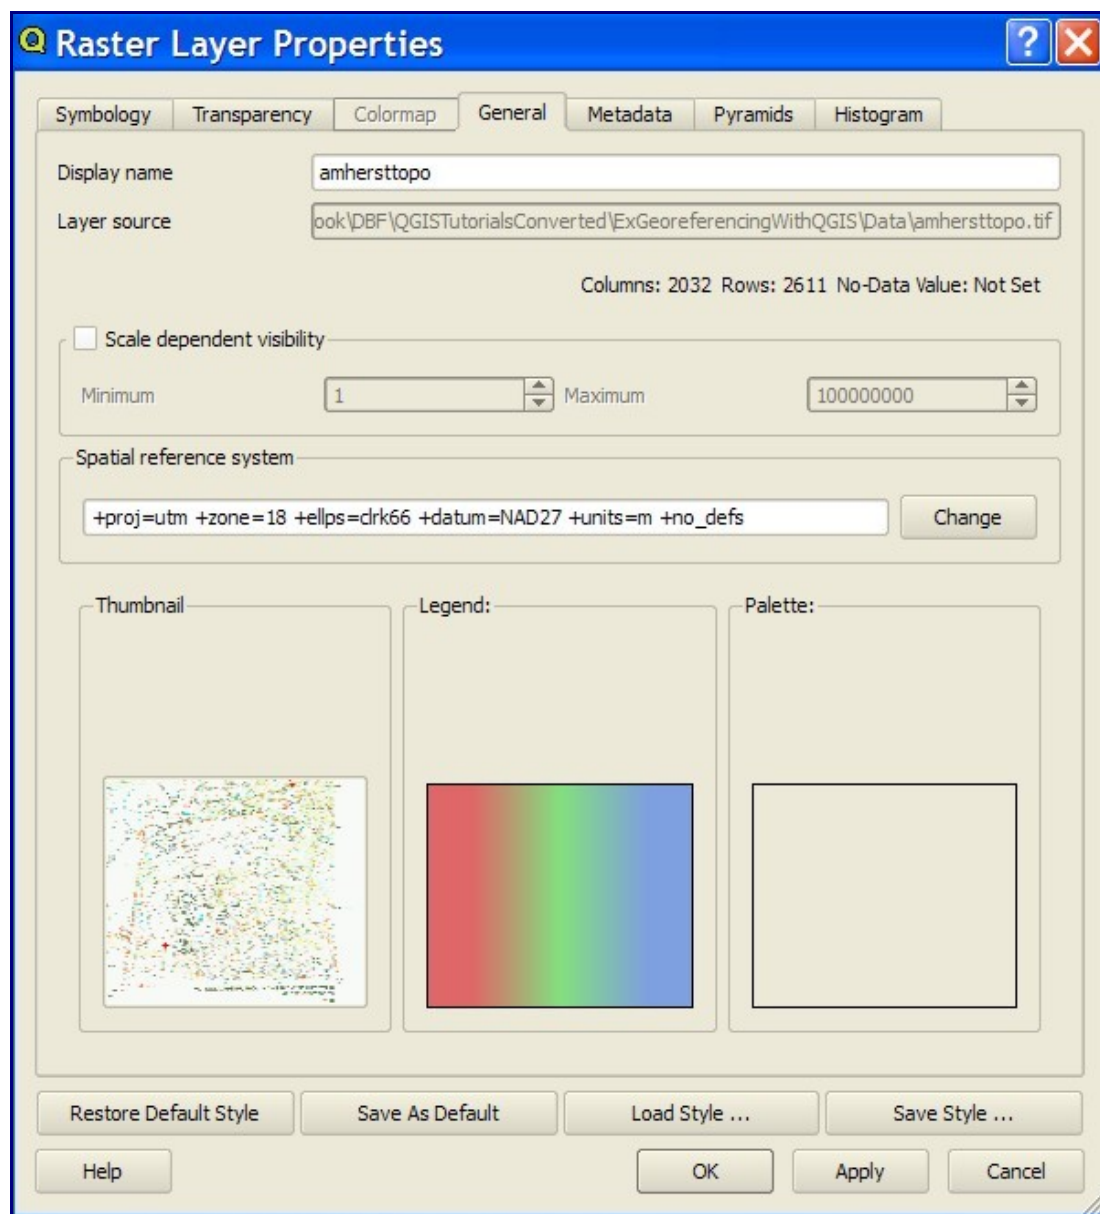 Raster Layer Properties
Symbology Transparency Colormap General Metadata Pyramids Histogram
Display name amhersttopo
Layer source ook\DBF\QGISTutorialsConverted\ExGeoreferencingWithQGIS\Data\amhersttopo.tif
Columns: 2032 Rows: 2611 No-Data Value: Not Set
Scale dependent visibility
Minimum 1 Maximum 100000000
Spatial reference system
+proj=utm +zone=18 +ellps=clrk66 +datum=NAD27 +units=m +no_defs Change
Thumbnail Legend: Palette:
Restore Default Style Save As Default Load Style ... Save Style ...
Help OK Apply Cancel